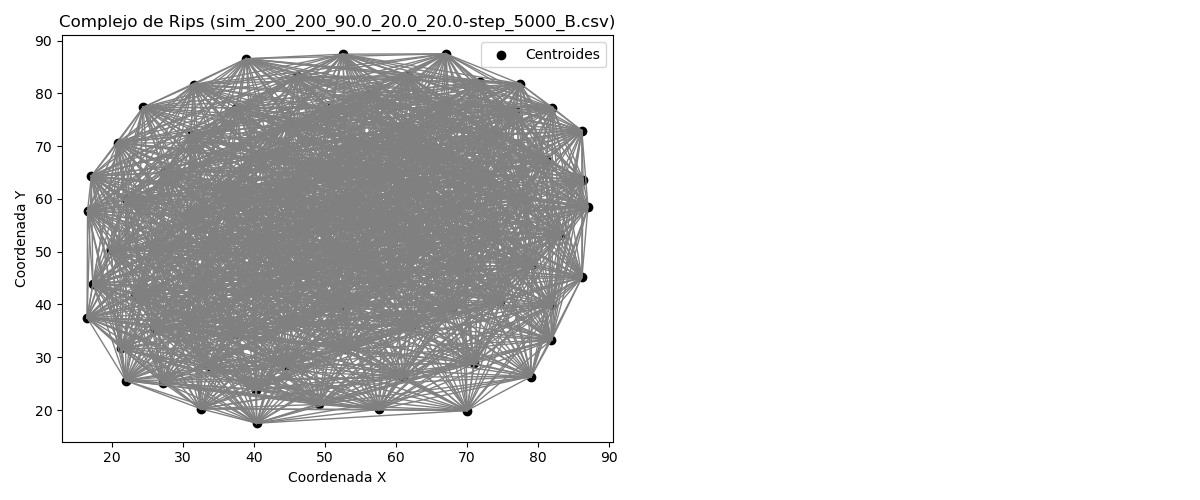 Complejo de Rips (sim_200_200_90.0_20.0_20.0-step_5000_B.csv)
Centroides
90
80
70
60
50
40
30
20
Coordenada Y
20 30 40 50 60 70 80 90
Coordenada X